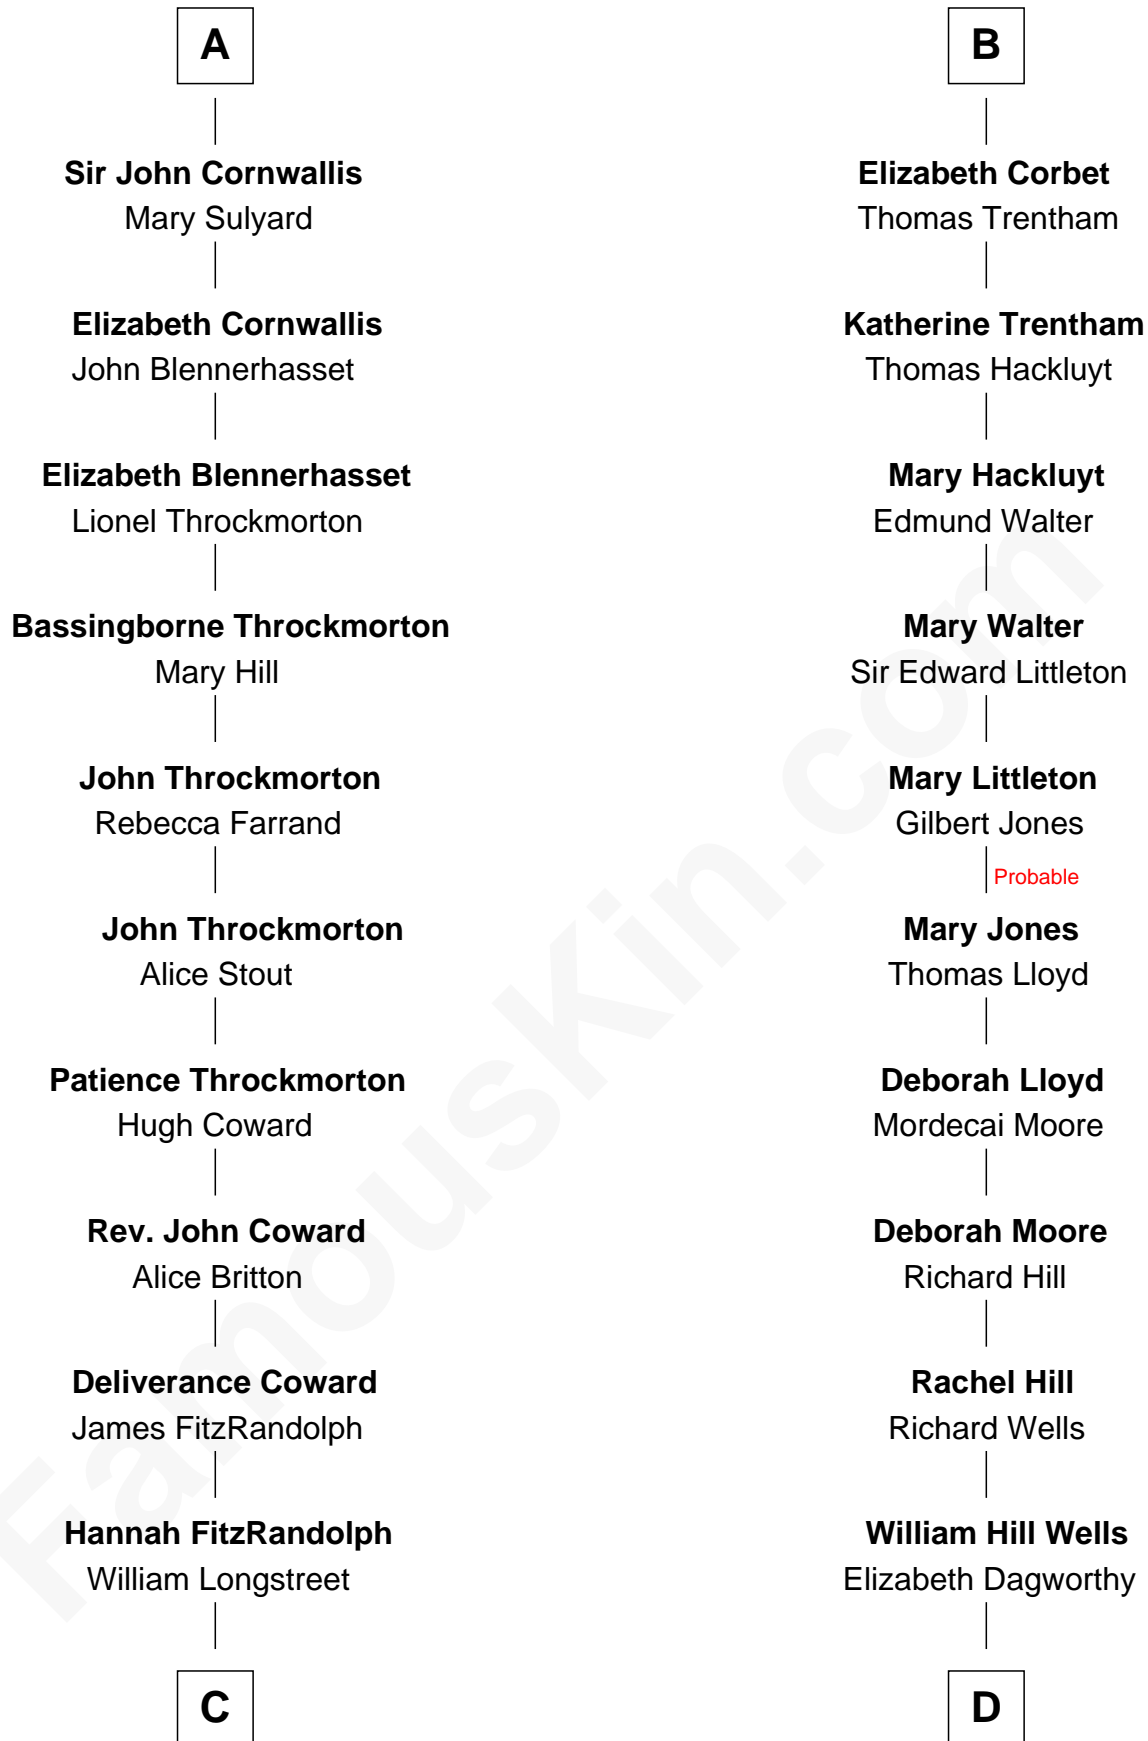 A
Sir John Cornwallis
Mary Sulyard
Elizabeth Cornwallis
John Blennerhasset
Elizabeth Blennerhasset
Lionel Throckmorton
Bassingborne Throckmorton
Mary Hill
John Throckmorton
Rebecca Farrand
John Throckmorton
Alice Stout
Patience Throckmorton
Hugh Coward
Rev. John Coward
Alice Britton
Deliverance Coward
James FitzRandolph
Hannah FitzRandolph
William Longstreet
C
B
Elizabeth Corbet
Thomas Trentham
Katherine Trentham
Thomas Hackluyt
Mary Hackluyt
Edmund Walter
Mary Walter
Sir Edward Littleton
Mary Littleton
Gilbert Jones
Probable
Mary Jones
Thomas Lloyd
Deborah Lloyd
Mordecai Moore
Deborah Moore
Richard Hill
Rachel Hill
Richard Wells
William Hill Wells
Elizabeth Dagworthy
D
FamousKin.com